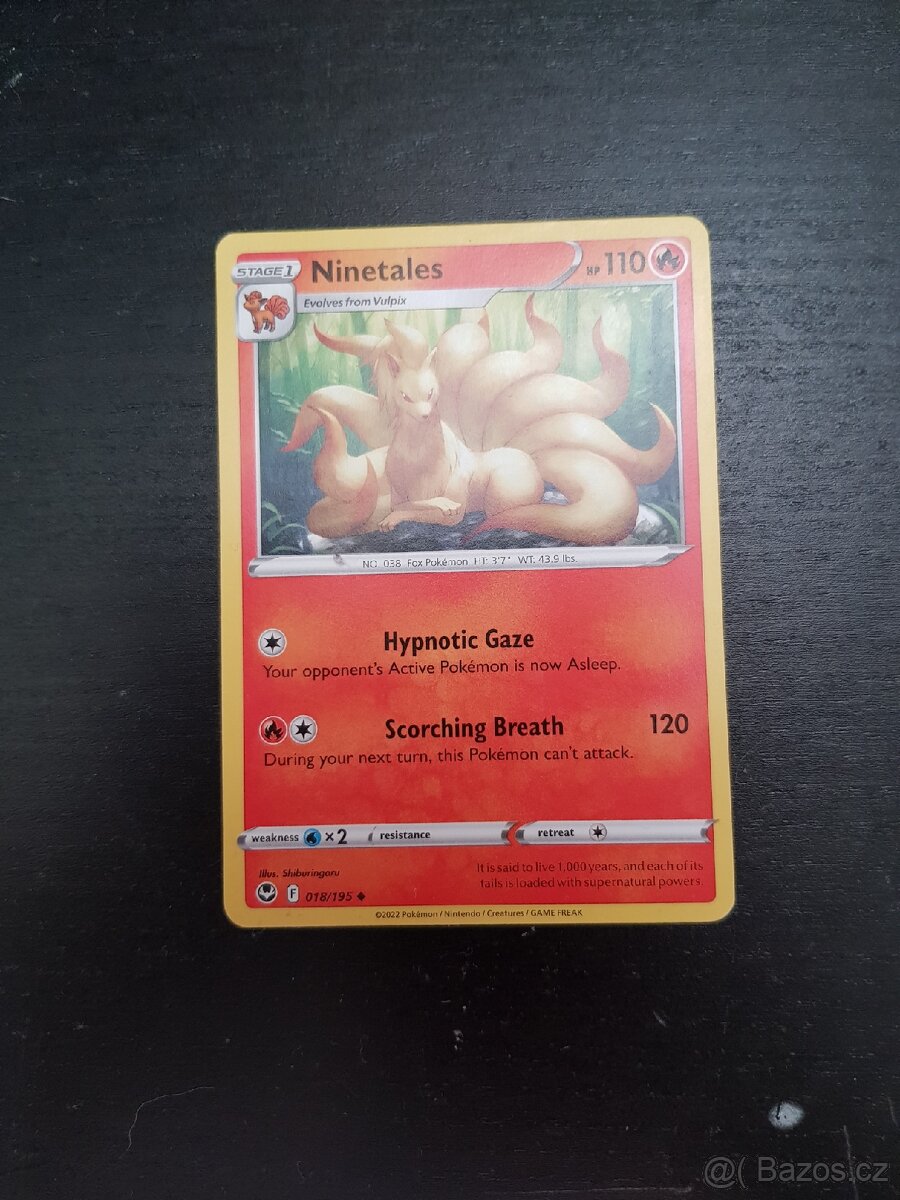 STAGE 1 Ninetales HP 110
Evolves from Vulpix
NO. 038 Fox Pokémon HT: 3'7" WT: 43.9 lbs.
Hypnotic Gaze
Your opponent's Active Pokémon is now Asleep.
Scorching Breath 120
During your next turn, this Pokémon can't attack.
weakness ×2 resistance retreat
Illus. Shiburingaru
It is said to live 1,000 years, and each of its
tails is loaded with supernatural powers.
F 018/195
©2022 Pokémon / Nintendo / Creatures / GAME FREAK
@( Bazos.cz